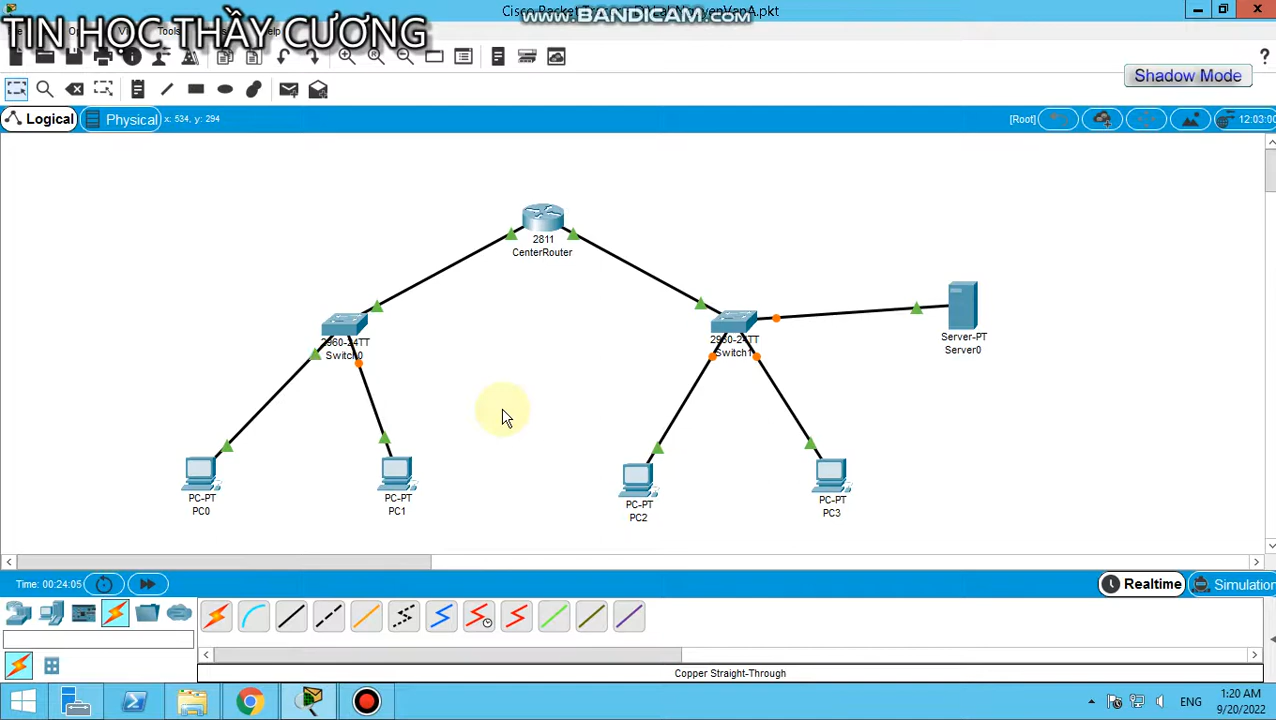 www.BANDICAM.com
TIN HỌC THẦY CƯƠNG
Shadow Mode
Logical
Physical
x: 534, y: 294
[Root]
12:03:00
2811
CenterRouter
2960-24TT
Switch0
2960-24TT
Switch1
Server-PT
Server0
PC-PT
PC0
PC-PT
PC1
PC-PT
PC2
PC-PT
PC3
Time: 00:24:05
Realtime
Simulation
Copper Straight-Through
ENG
1:20 AM
9/20/2022